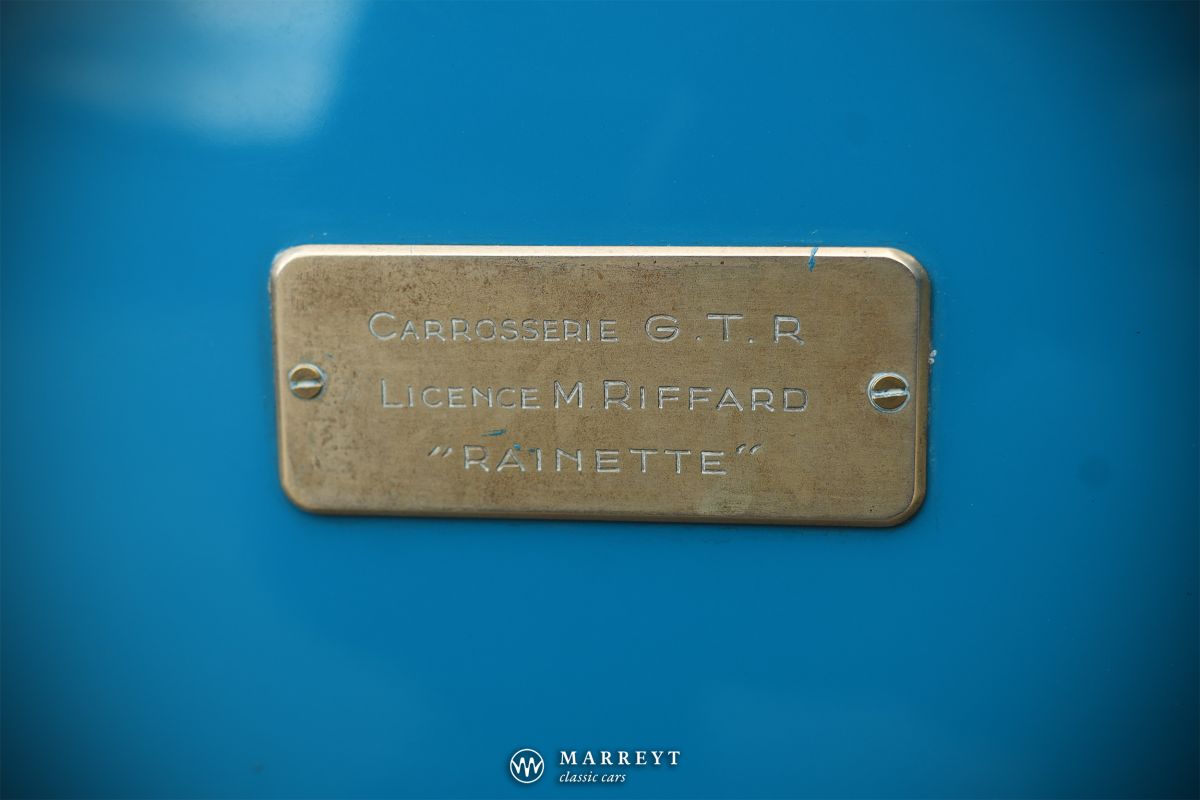 CARROSSERIE G.T.R
LICENCE M.RIFFARD
"RAINETTE"
MARREYT
classic cars